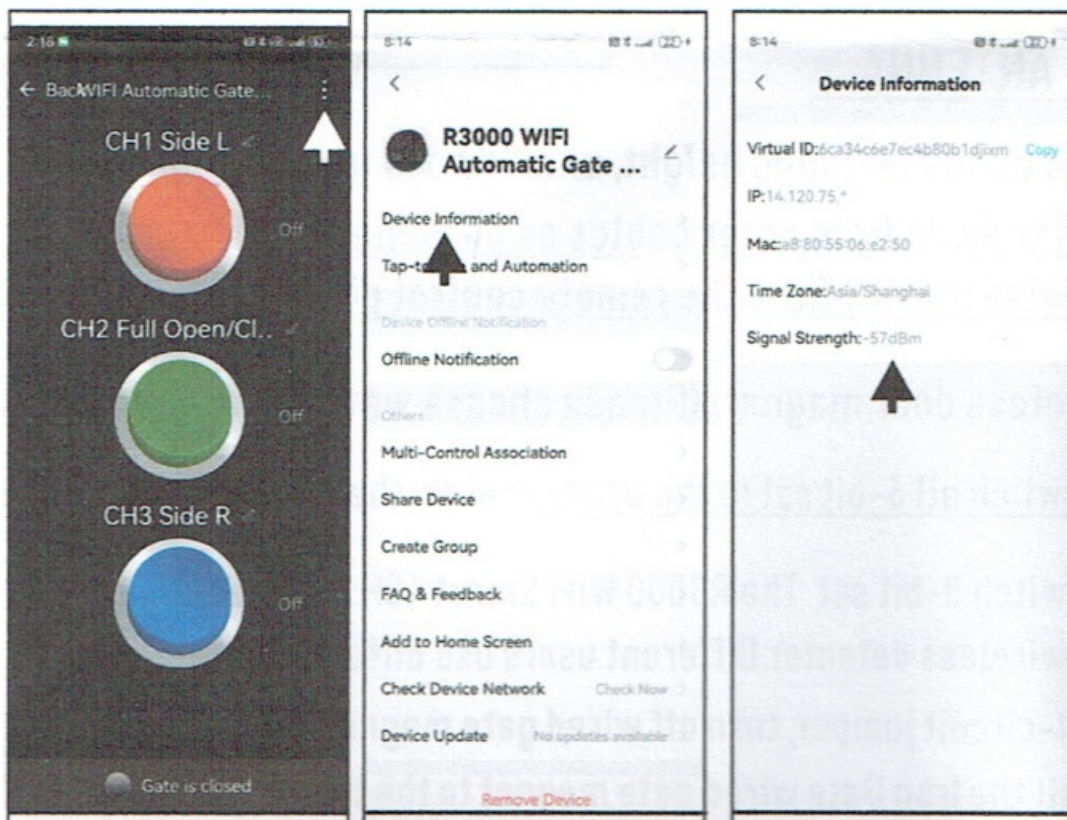 2:18
← Back WIFI Automatic Gate...
CH1 Side L
Off
CH2 Full Open/Cl..
Off
CH3 Side R
Off
Gate is closed
8:14
R3000 WIFI
Automatic Gate ...
Device Information
Tap-t and Automation
Device Offline Notification
Offline Notification
Others
Multi-Control Association
Share Device
Create Group
FAQ & Feedback
Add to Home Screen
Check Device Network Check Now
Device Update No updates available
Remove Device
8:14
Device Information
Virtual ID:6ca34c6e7ec4b80b1djixm Copy
IP:14.120.75.*
Mac:a8:80:55:06:e2:50
Time Zone:Asia/Shanghai
Signal Strength:-57dBm